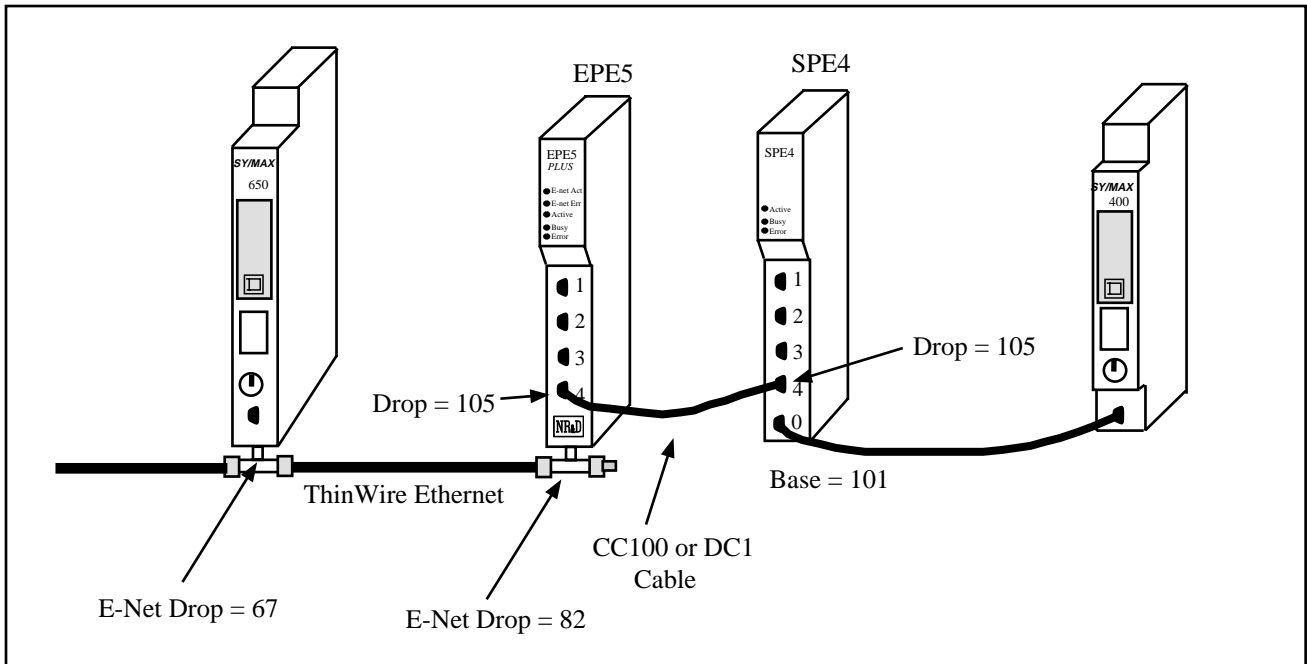 EPE5
SPE4
SY/MAX
650
EPE5
PLUS
E-net Act
E-net Err
Active
Busy
Error
1
2
3
4
NR&D
SPE4
Active
Busy
Error
1
2
3
4
0
SY/MAX
400
Drop = 105
Drop = 105
Base = 101
ThinWire Ethernet
CC100 or DC1
Cable
E-Net Drop = 67
E-Net Drop = 82